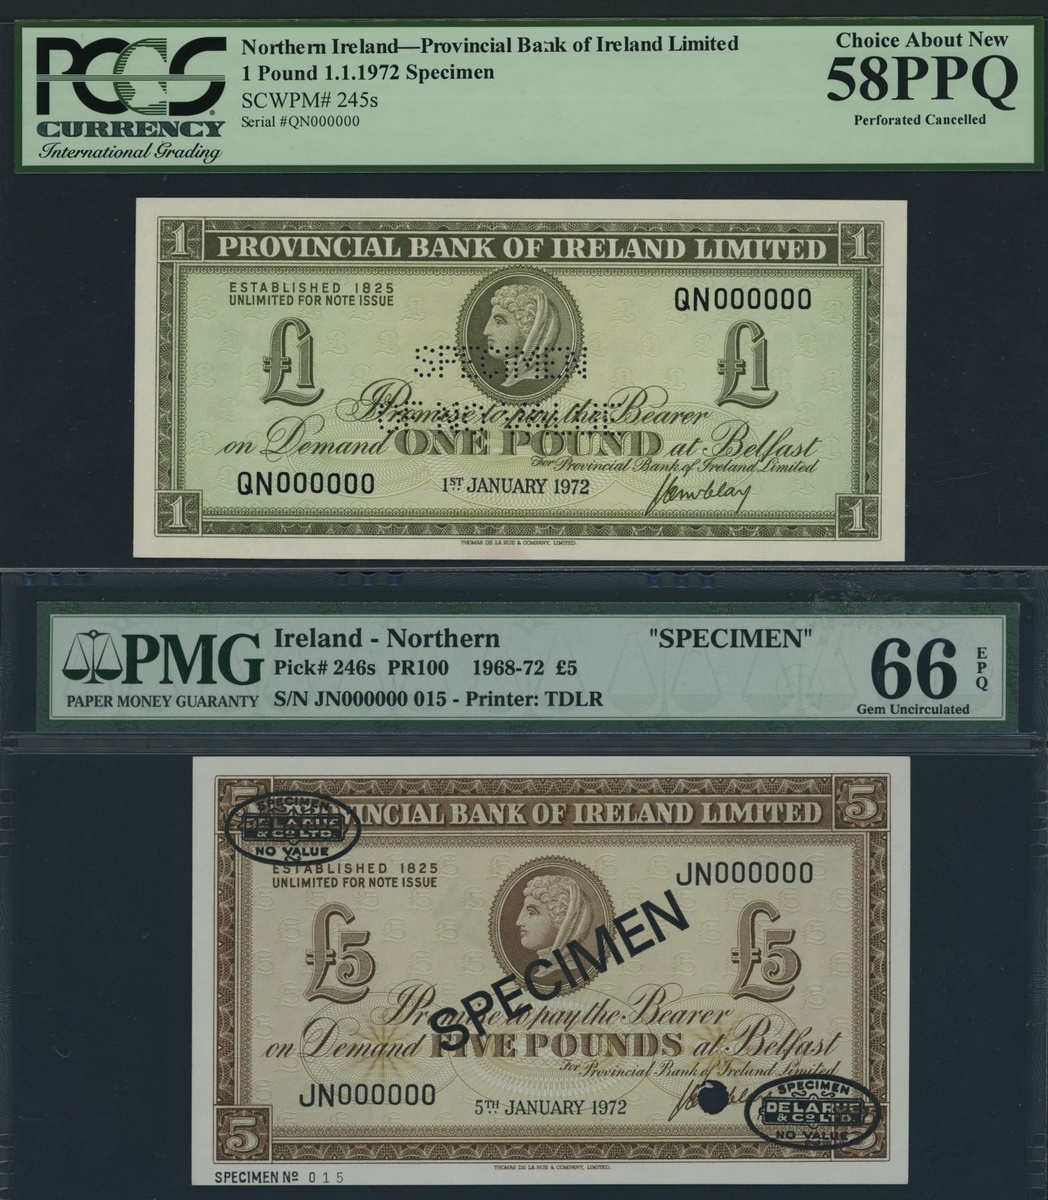 PCGS
CURRENCY
International Grading
Northern Ireland—Provincial Bank of Ireland Limited
1 Pound 1.1.1972 Specimen
SCWPM# 245s
Serial #QN000000
Choice About New
58PPQ
Perforated Cancelled
1 PROVINCIAL BANK OF IRELAND LIMITED 1
ESTABLISHED 1825
UNLIMITED FOR NOTE ISSUE
QN000000
£1 £1
SPECIMEN
Promise to pay the Bearer
on Demand ONE POUND at Belfast
For Provincial Bank of Ireland Limited
QN000000
1ST JANUARY 1972
1 1
THOMAS DE LA RUE & COMPANY, LIMITED.
PMG
PAPER MONEY GUARANTY
Ireland - Northern "SPECIMEN"
Pick# 246s PR100 1968-72 £5
S/N JN000000 015 - Printer: TDLR
66 EPQ
Gem Uncirculated
5 VINCIAL BANK OF IRELAND LIMITED 5
SPECIMEN
DE LA RUE
& CO LTD.
NO VALUE
ESTABLISHED 1825
UNLIMITED FOR NOTE ISSUE
JN000000
£5 £5
SPECIMEN
Promise to pay the Bearer
on Demand FIVE POUNDS at Belfast
For Provincial Bank of Ireland Limited
JN000000
5TH JANUARY 1972
SPECIMEN
DE LA RUE
& CO LTD.
NO VALUE
5
THOMAS DE LA RUE & COMPANY, LIMITED.
SPECIMEN No 015